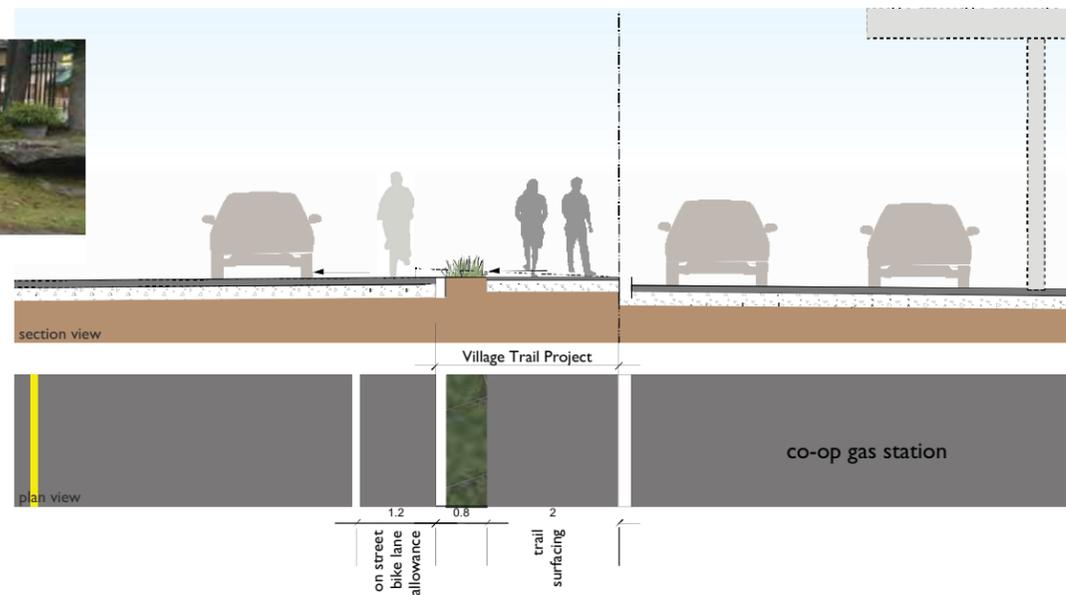 section view
Village Trail Project
co-op gas station
plan view
1.2
0.8
2
on street
bike lane
allowance
trail
surfacing